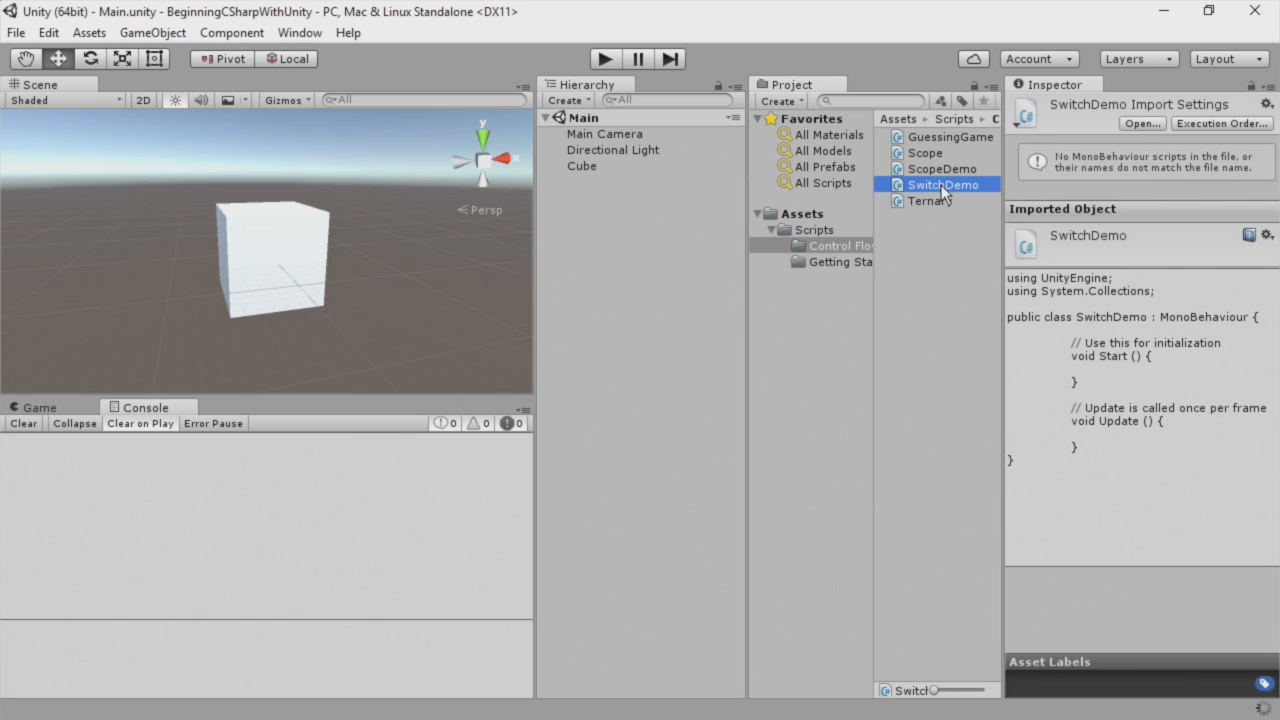 Unity (64bit) - Main.unity - BeginningCSharpWithUnity - PC, Mac & Linux Standalone <DX11>
File Edit Assets GameObject Component Window Help
Pivot Local Account Layers Layout
Scene
Shaded 2D Gizmos All
y
Persp
Game Console
Clear Collapse Clear on Play Error Pause 0 0 0
Hierarchy
Create All
Main
Main Camera
Directional Light
Cube
Project
Create
Favorites
All Materials
All Models
All Prefabs
All Scripts
Assets
Scripts
Control Flo
Getting Sta
Assets Scripts C
GuessingGame
Scope
ScopeDemo
SwitchDemo
Ternary
Switch
Inspector
SwitchDemo Import Settings
Open... Execution Order...
No MonoBehaviour scripts in the file, or
their names do not match the file name.
Imported Object
SwitchDemo
using UnityEngine;
using System.Collections;
public class SwitchDemo : MonoBehaviour {
// Use this for initialization
void Start () {
}
// Update is called once per frame
void Update () {
}
}
Asset Labels